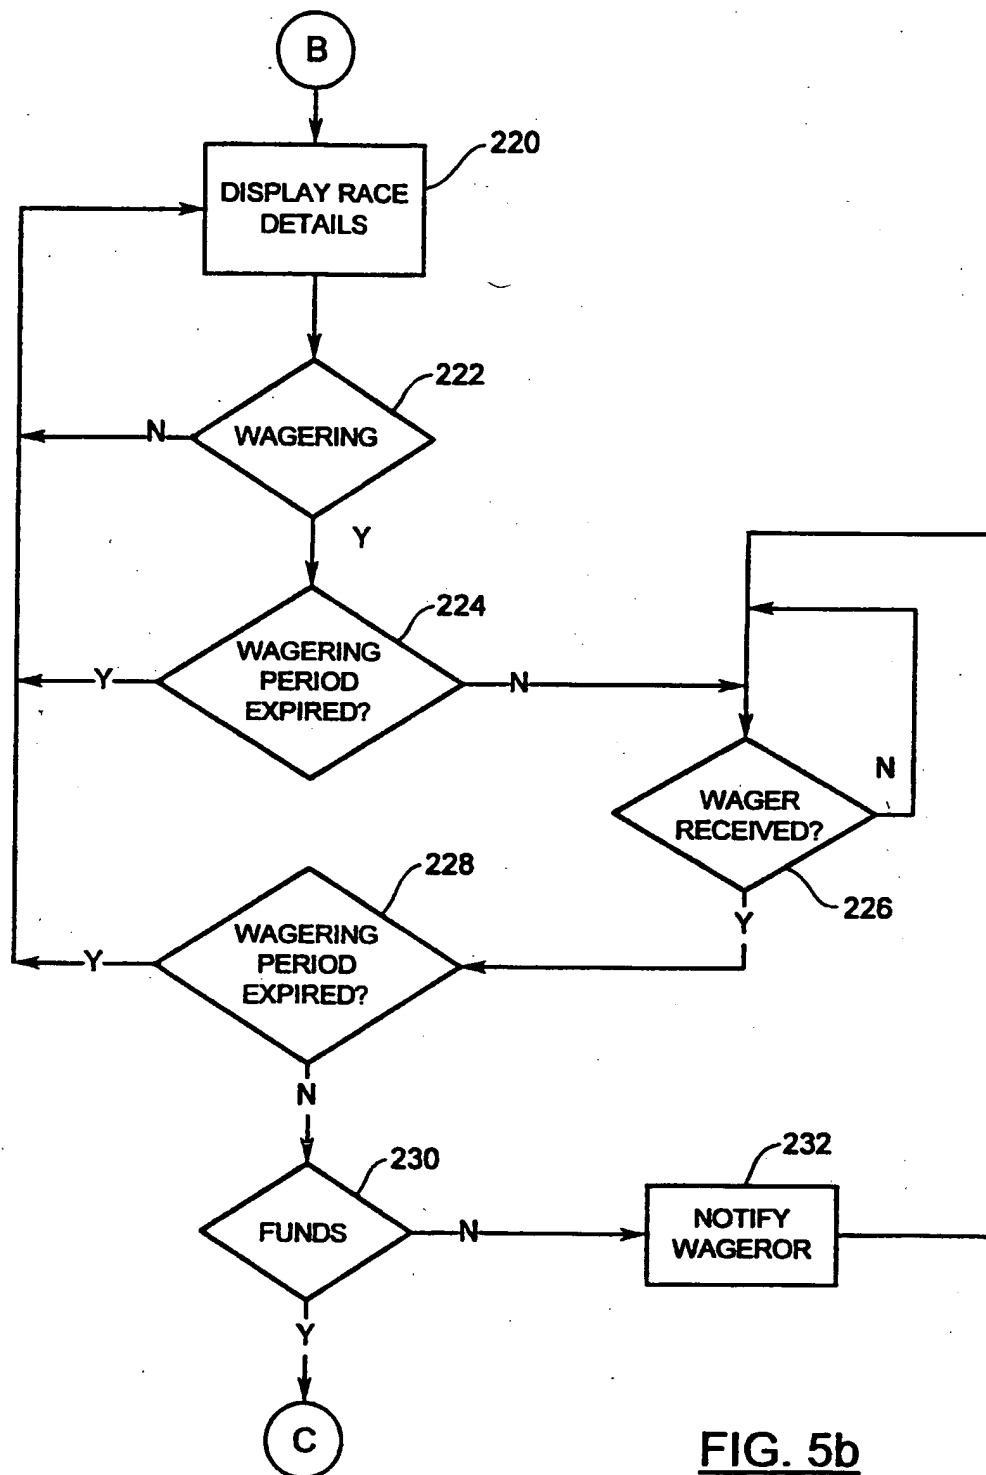 B
220
DISPLAY RACE
DETAILS
222
WAGERING
N
Y
224
WAGERING
PERIOD
EXPIRED?
Y
N
WAGER
RECEIVED?
N
226
Y
228
WAGERING
PERIOD
EXPIRED?
Y
N
230
FUNDS
N
232
NOTIFY
WAGEROR
Y
C
FIG. 5b